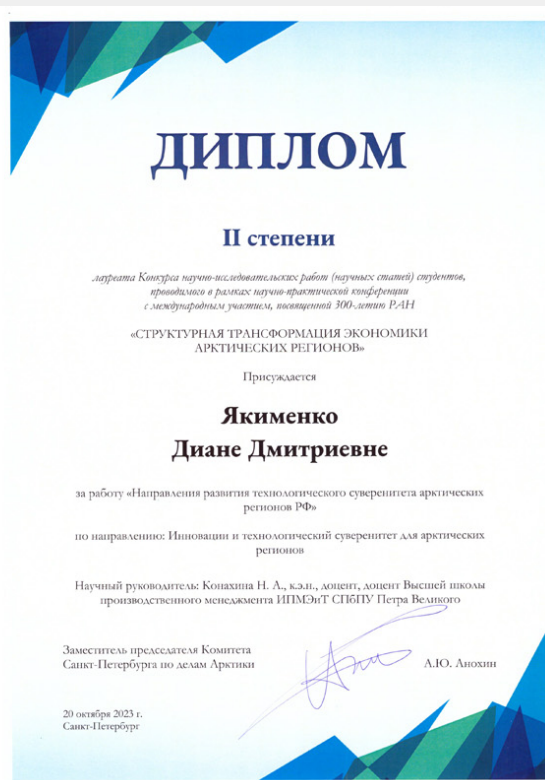 ДИПЛОМ
II степени
лауреата Конкурса научно-исследовательских работ (научных статей) студентов,
проводимого в рамках научно-практической конференции
с международным участием, посвященной 300-летию РАН
«СТРУКТУРНАЯ ТРАНСФОРМАЦИЯ ЭКОНОМИКИ
АРКТИЧЕСКИХ РЕГИОНОВ»
Присуждается
Якименко
Диане Дмитриевне
за работу «Направления развития технологического суверенитета арктических
регионов РФ»
по направлению: Инновации и технологический суверенитет для арктических
регионов
Научный руководитель: Конахина Н. А., к.э.н., доцент, доцент Высшей школы
производственного менеджмента ИПМЭиТ СПбПУ Петра Великого
Заместитель председателя Комитета
Санкт-Петербурга по делам Арктики
А.Ю. Анохин
20 октября 2023 г.
Санкт-Петербург